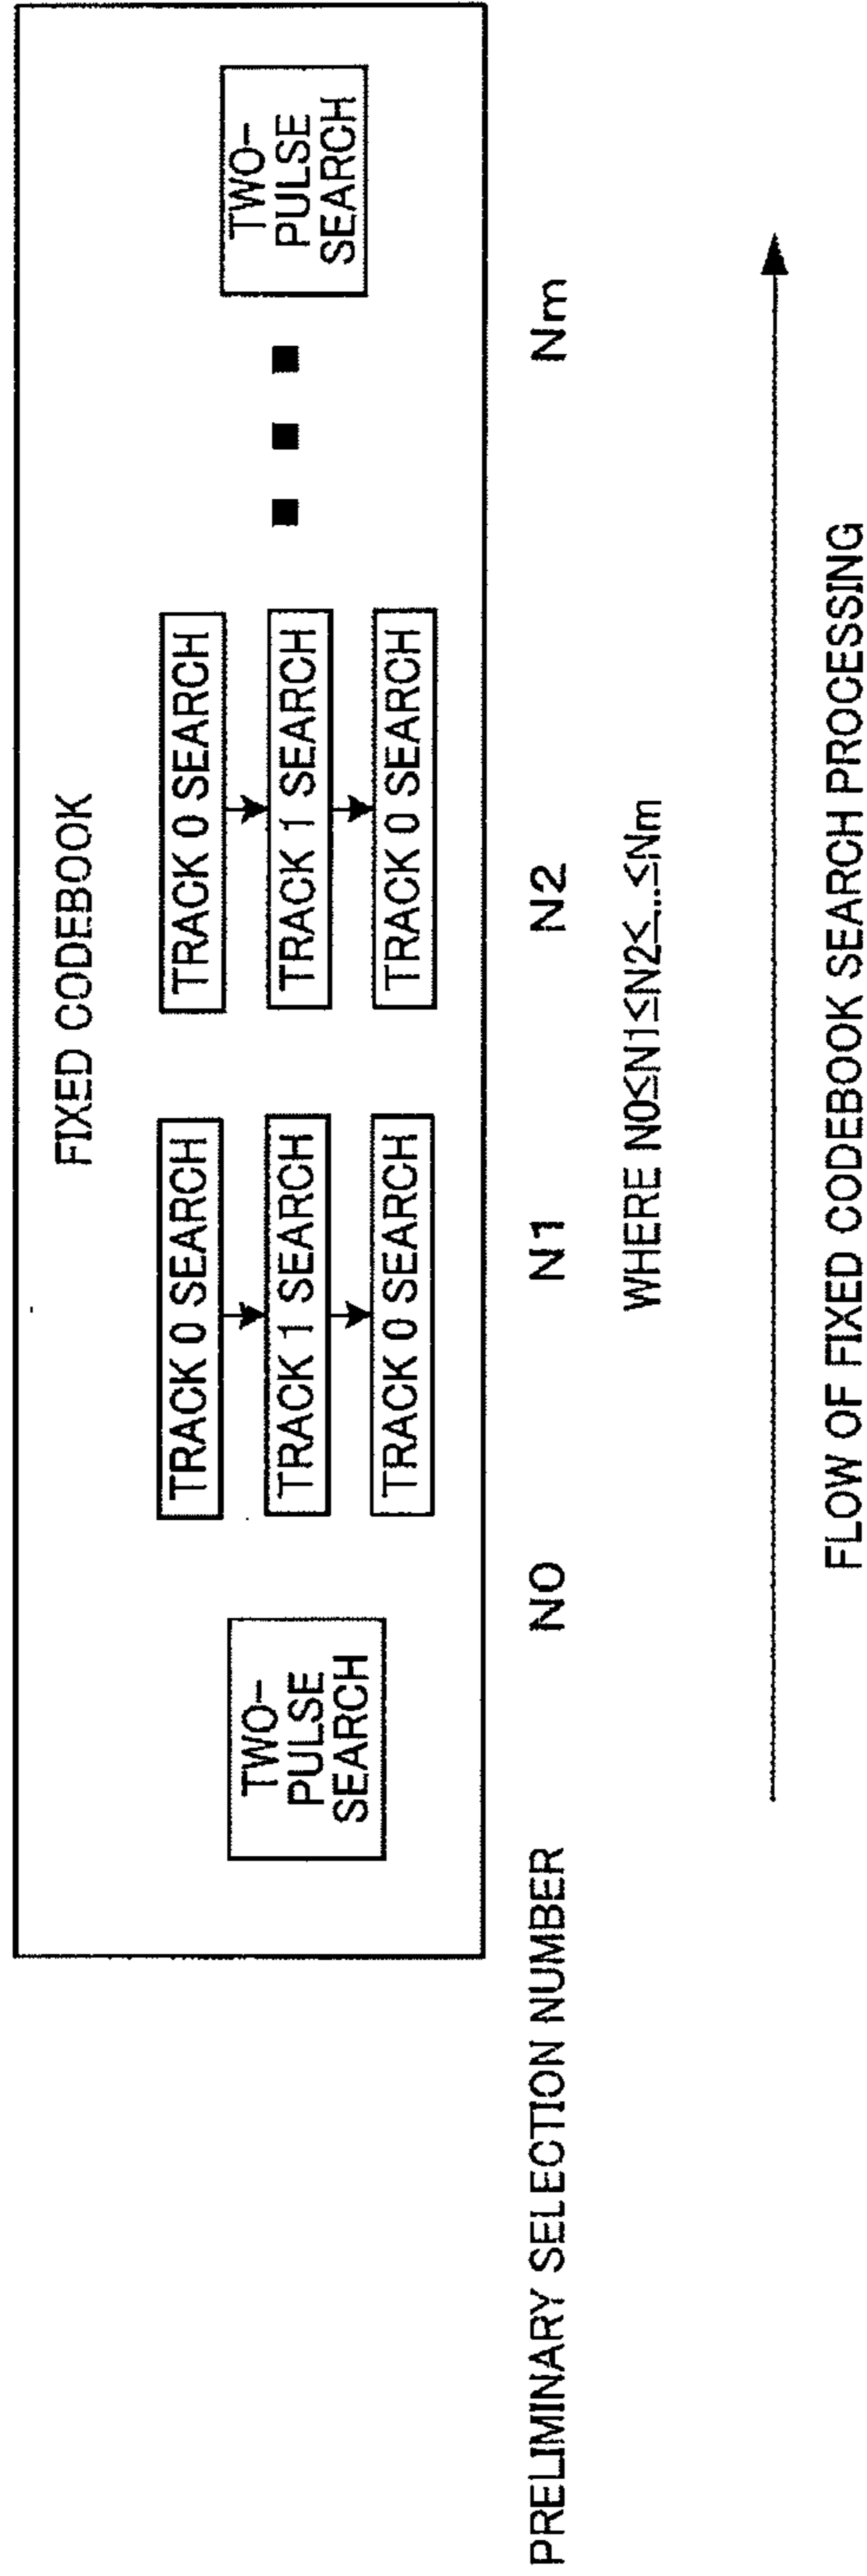 FIXED CODEBOOK
TWO-
PULSE
SEARCH
TRACK 0 SEARCH
TRACK 1 SEARCH
TRACK 0 SEARCH
TRACK 0 SEARCH
TRACK 1 SEARCH
TRACK 0 SEARCH
TWO-
PULSE
SEARCH
PRELIMINARY SELECTION NUMBER N0 N1 N2 Nm
WHERE N0≤N1≤N2≤...≤Nm
FLOW OF FIXED CODEBOOK SEARCH PROCESSING